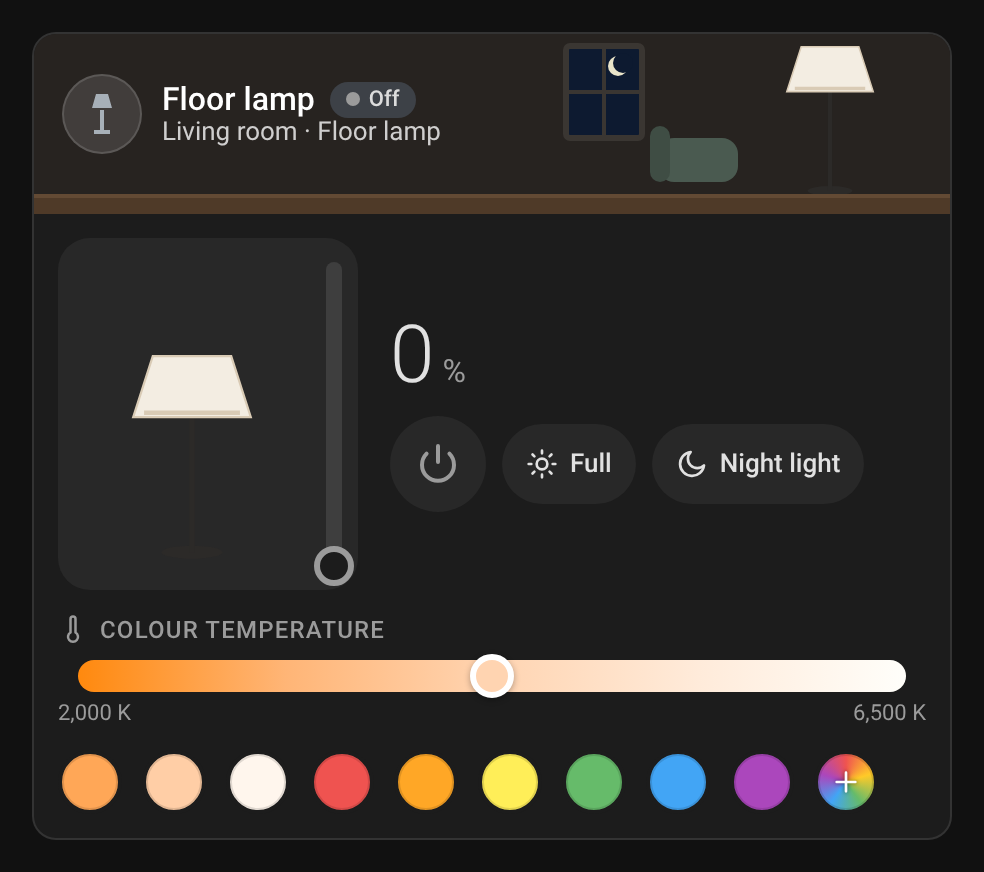 Floor lamp
Off
Living room · Floor lamp
0 %
Full
Night light
COLOUR TEMPERATURE
2,000 K
6,500 K